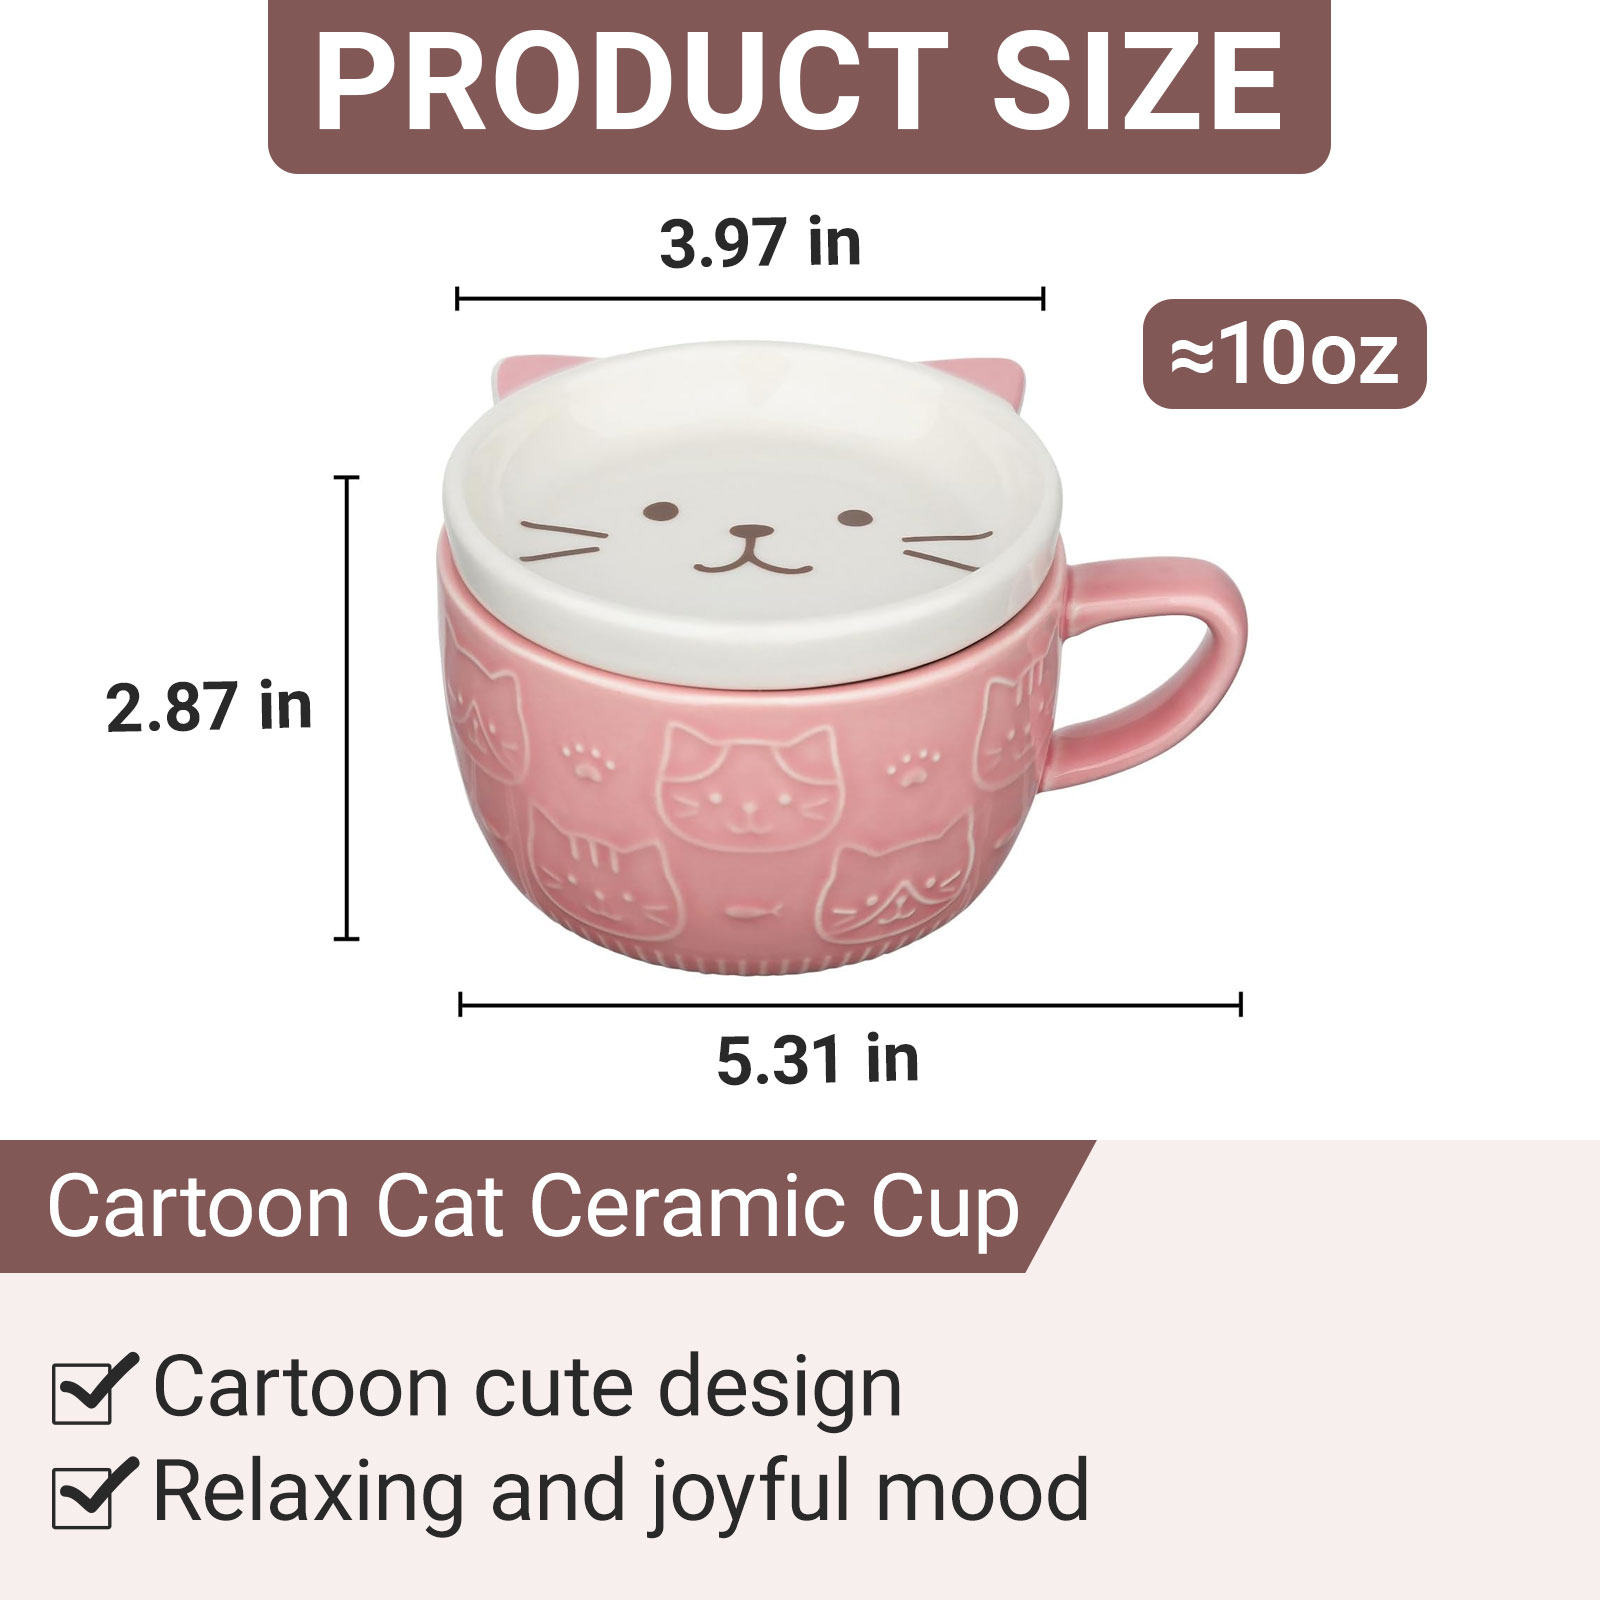 PRODUCT SIZE
3.97 in
≈10oz
2.87 in
5.31 in
Cartoon Cat Ceramic Cup
Cartoon cute design
Relaxing and joyful mood